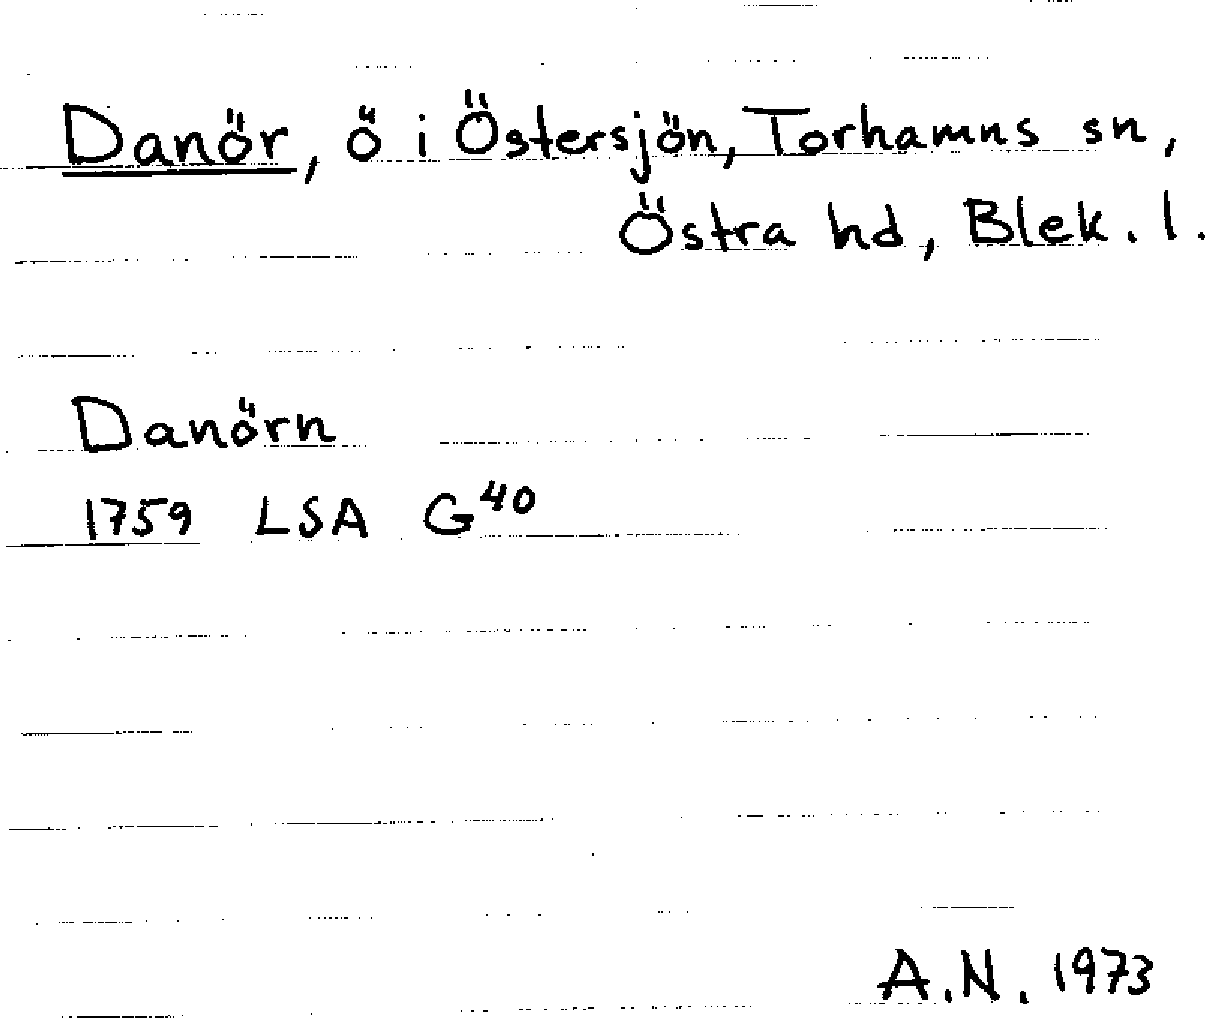 Danör, ö i Östersjön, Torhamns sn,
Östra hd, Blek. l.
Danörn
1759 LSA G⁴⁰
A.N. 1973